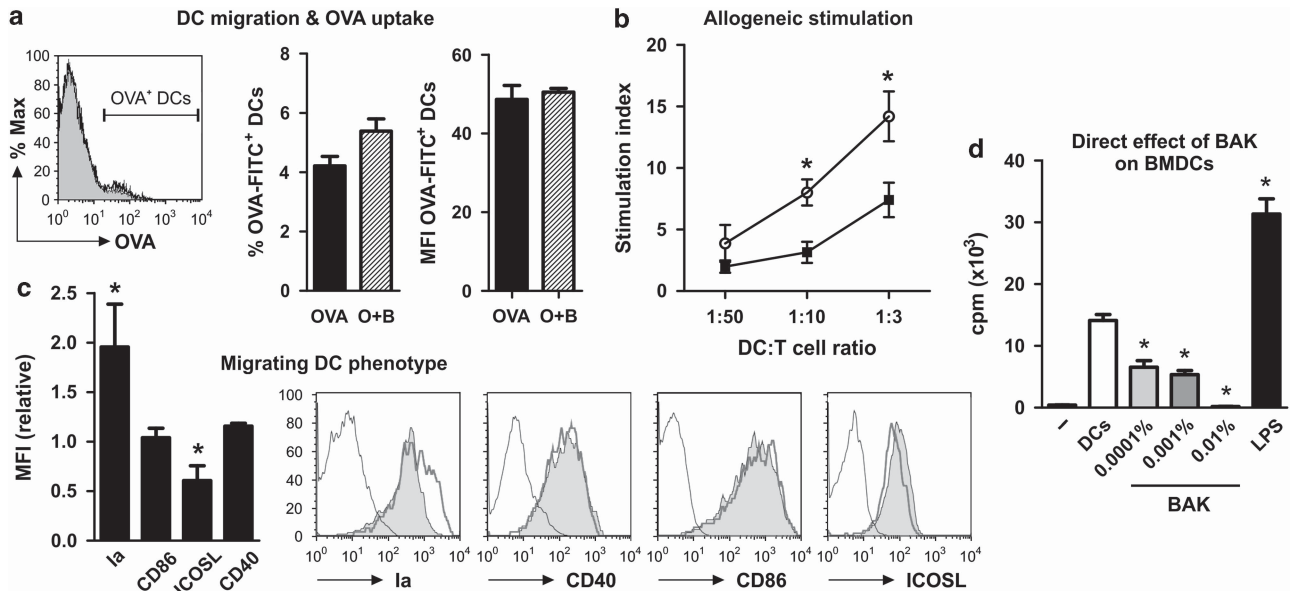 a
DC migration & OVA uptake
% Max
100
80
60
40
20
0
OVA+ DCs
10^0 10^1 10^2 10^3 10^4
OVA
% OVA-FITC+ DCs
8
6
4
2
0
OVA O+B
MFI OVA-FITC+ DCs
60
40
20
0
OVA O+B
b
Allogeneic stimulation
Stimulation index
20
15
10
5
0
*
*
1:50 1:10 1:3
DC:T cell ratio
c
MFI (relative)
2.5
2.0
1.5
1.0
0.5
0.0
*
*
Ia CD86 ICOSL CD40
Migrating DC phenotype
100
80
60
40
20
0
10^0 10^1 10^2 10^3 10^4
Ia
10^0 10^1 10^2 10^3 10^4
CD40
10^0 10^1 10^2 10^3 10^4
CD86
10^0 10^1 10^2 10^3 10^4
ICOSL
d
Direct effect of BAK
on BMDCs
cpm (x10^3)
40
30
20
10
0
* * * *
– DCs 0.0001% 0.001% 0.01% LPS
BAK